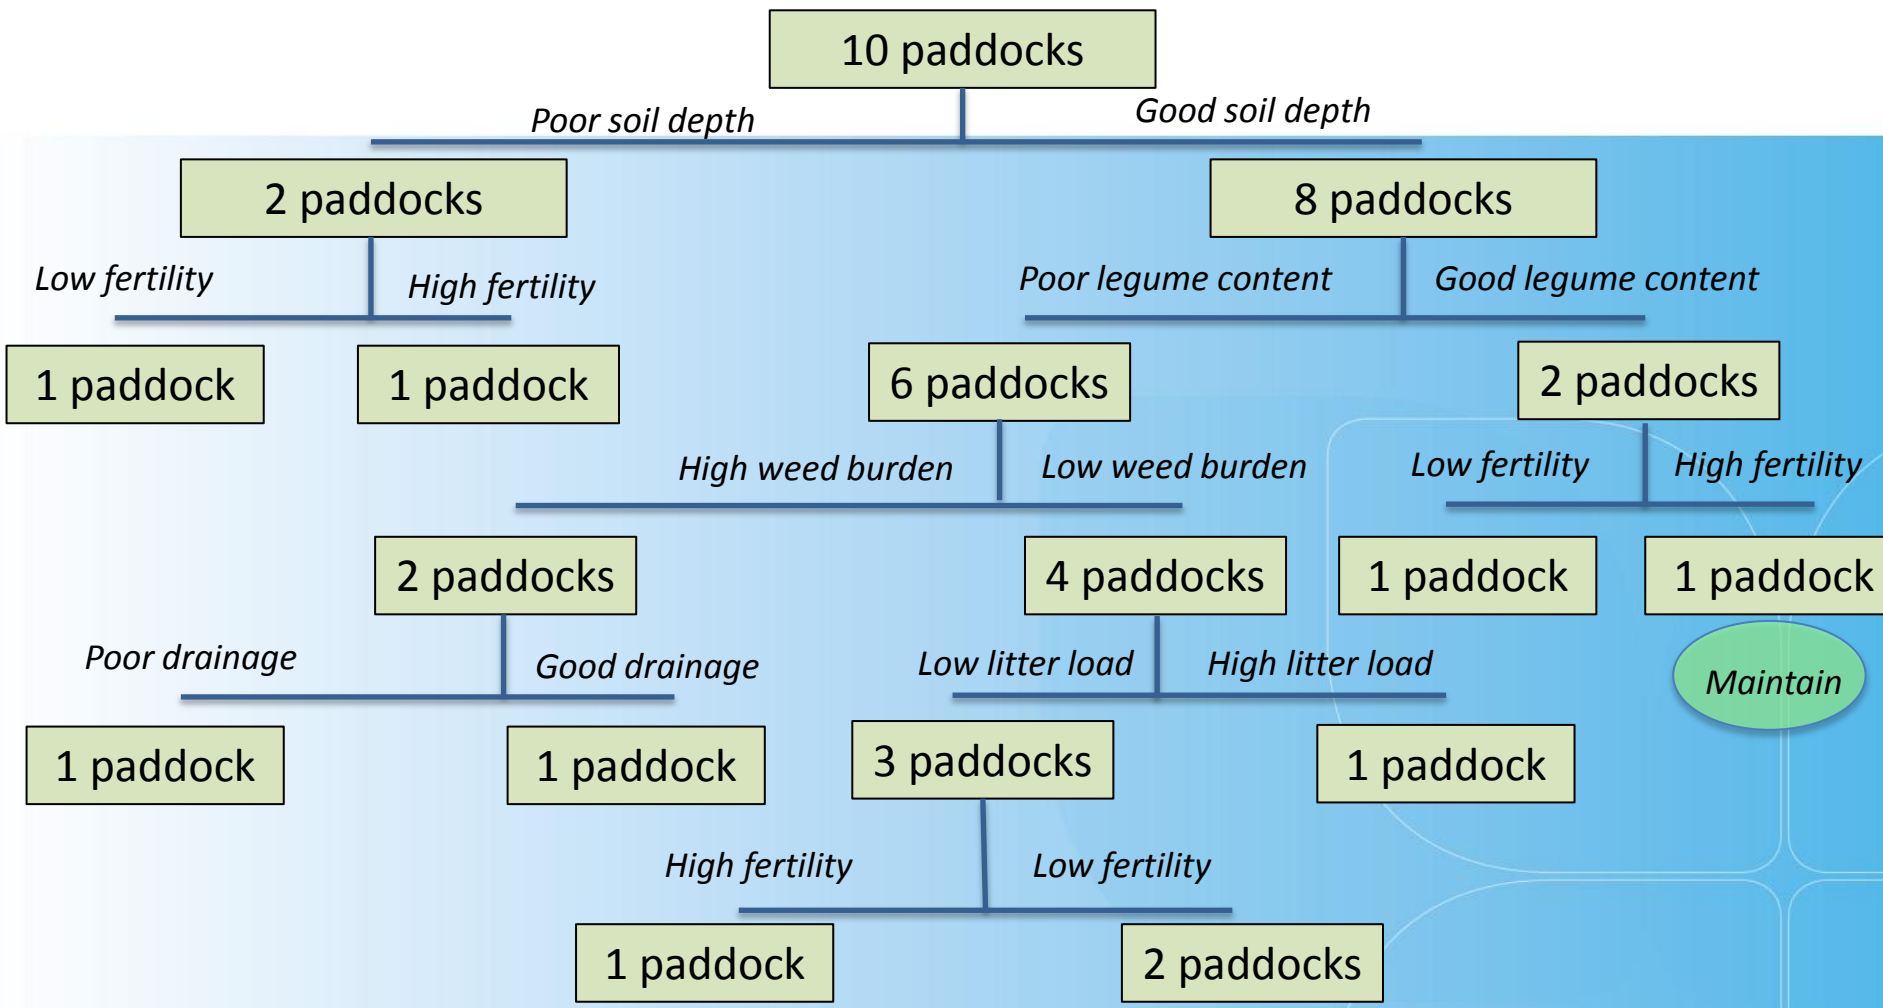 10 paddocks
Poor soil depth
Good soil depth
2 paddocks
8 paddocks
Low fertility
High fertility
Poor legume content
Good legume content
1 paddock
1 paddock
6 paddocks
2 paddocks
High weed burden
Low weed burden
Low fertility
High fertility
2 paddocks
4 paddocks
1 paddock
1 paddock
Poor drainage
Good drainage
Low litter load
High litter load
Maintain
1 paddock
1 paddock
3 paddocks
1 paddock
High fertility
Low fertility
1 paddock
2 paddocks